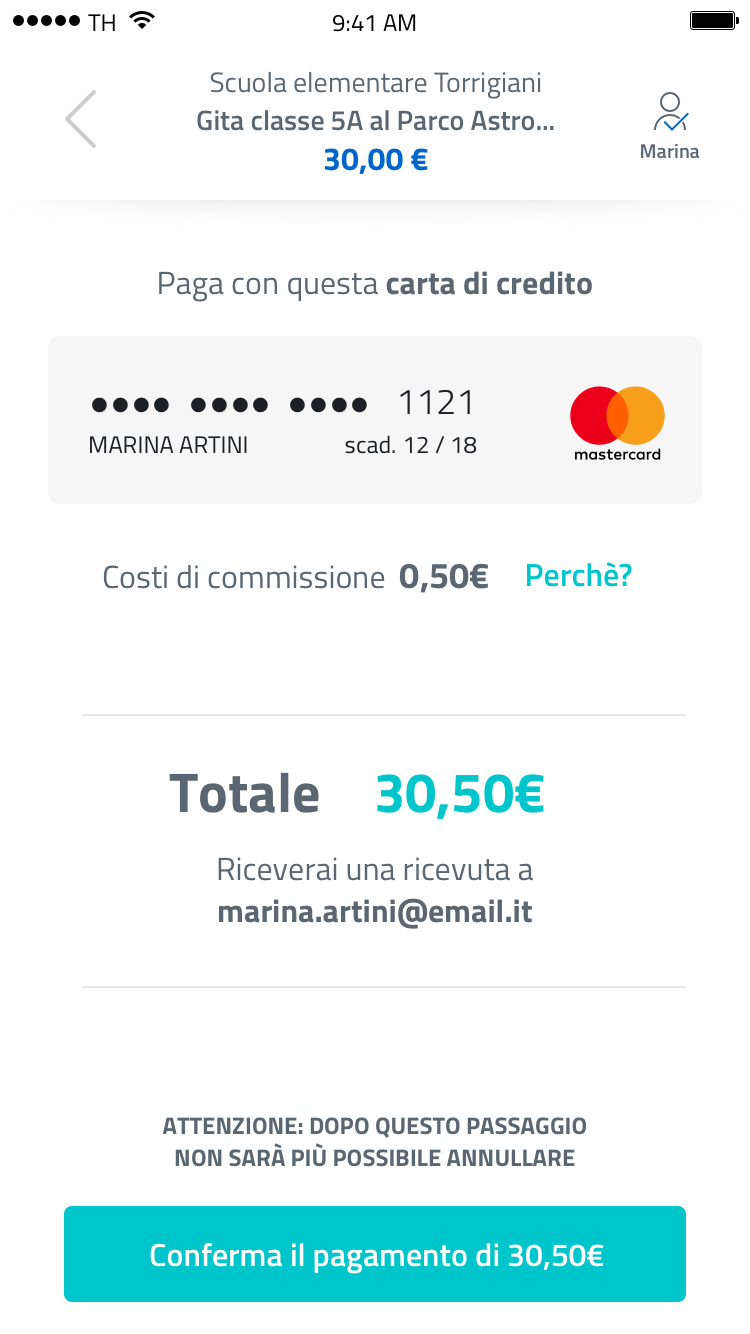 TH 9:41 AM
Scuola elementare Torrigiani
Gita classe 5A al Parco Astro...
30,00 €
Marina
Paga con questa carta di credito
•••• •••• •••• 1121
MARINA ARTINI scad. 12 / 18
mastercard
Costi di commissione 0,50€ Perchè?
Totale 30,50€
Riceverai una ricevuta a
marina.artini@email.it
ATTENZIONE: DOPO QUESTO PASSAGGIO
NON SARÀ PIÙ POSSIBILE ANNULLARE
Conferma il pagamento di 30,50€